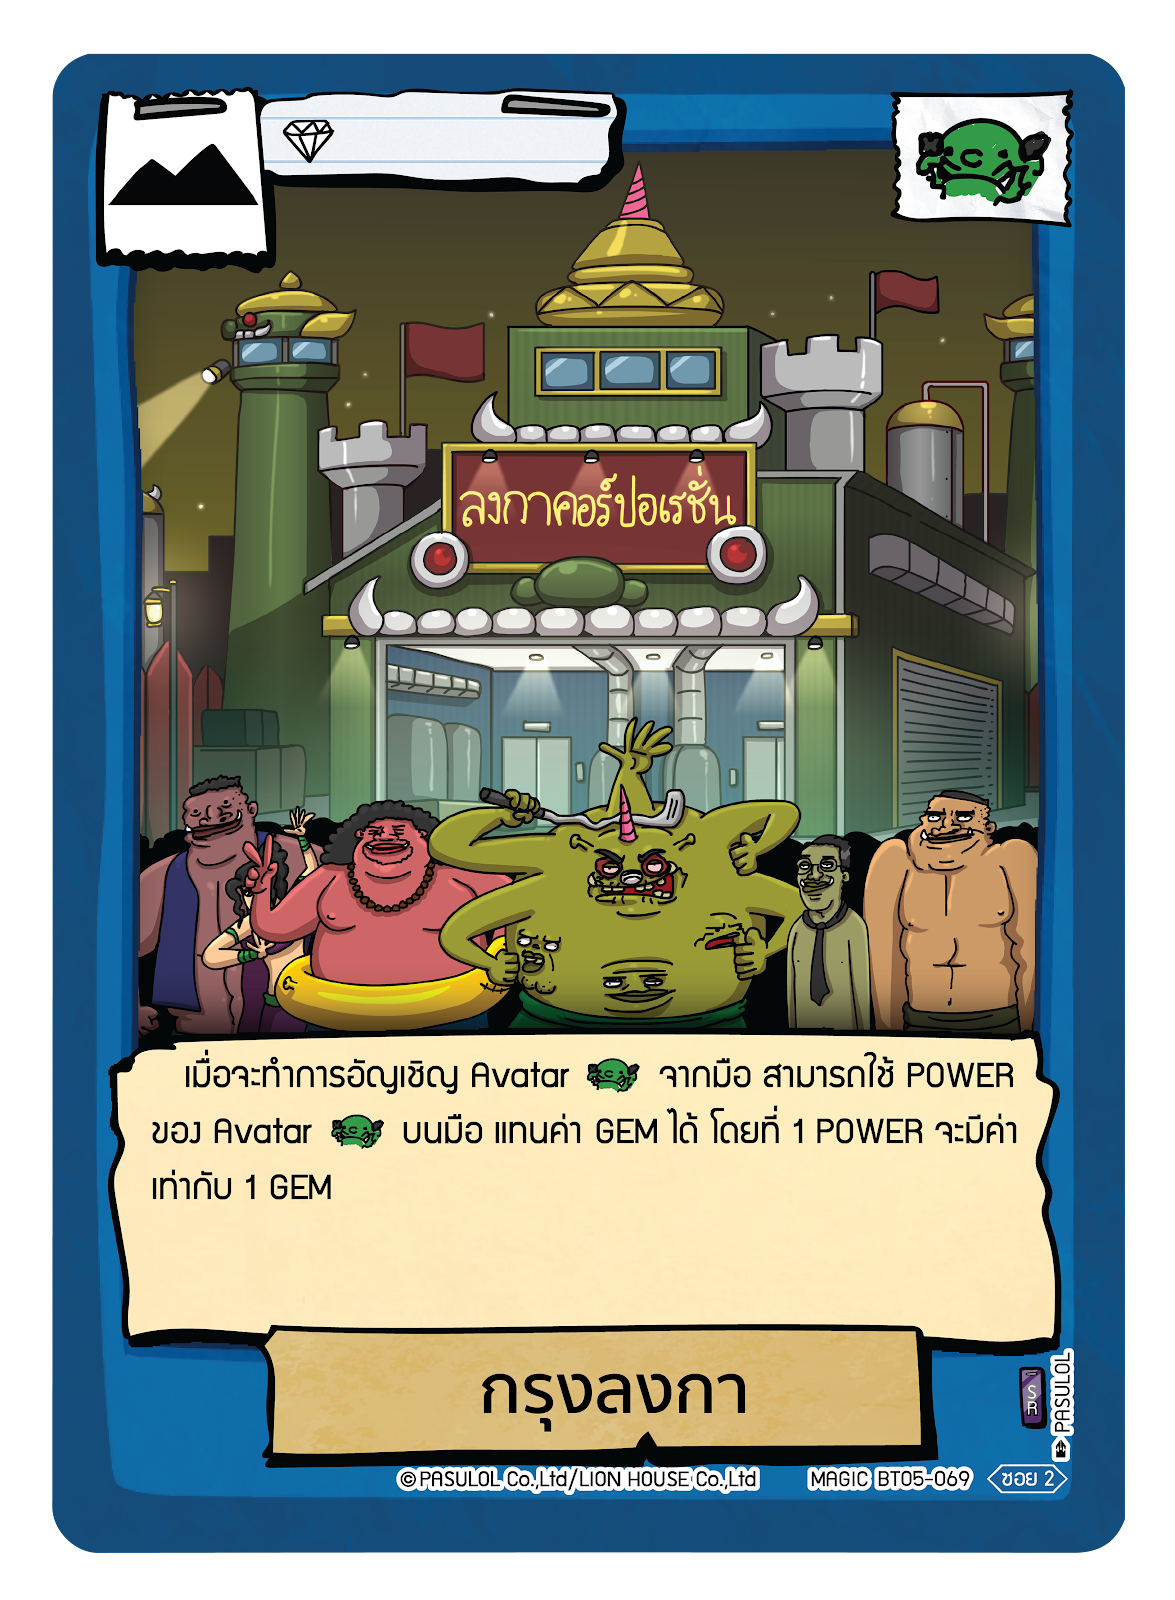 ลงกาคอร์ปอเรชั่น
เมื่อจะทำการอัญเชิญ Avatar จากมือ สามารถใช้ POWER
ของ Avatar บนมือ แทนค่า GEM ได้ โดยที่ 1 POWER จะมีค่า
เท่ากับ 1 GEM
กรุงลงกา
SR
PASULOL
©PASULOL Co.,Ltd/LION HOUSE Co.,Ltd MAGIC BT05-069 ซอย 2